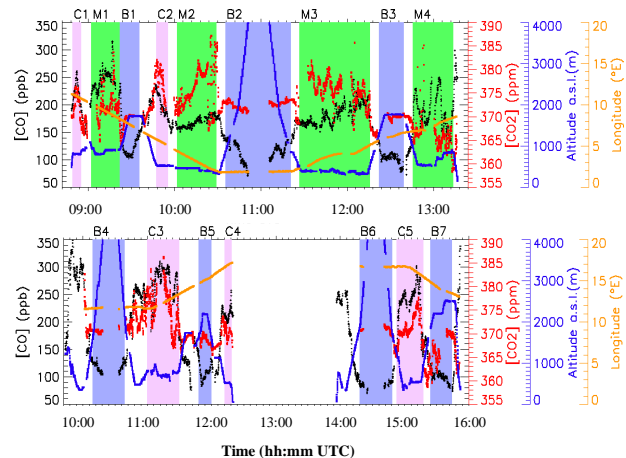 C1 M1 B1 C2 M2 B2 M3 B3 M4
350 300 250 200 150 100 50
[CO] (ppb)
390 385 380 375 370 365 360 355
[CO2] (ppm)
4000 3000 2000 1000 0
Altitude a.s.l.(m)
20 15 10 5 0
Longitude (°E)
09:00 10:00 11:00 12:00 13:00
B4 C3 B5 C4 B6 C5 B7
350 300 250 200 150 100 50
[CO] (ppb)
390 385 380 375 370 365 360 355
[CO2] (ppm)
4000 3000 2000 1000 0
Altitude a.s.l.(m)
20 15 10 5 0
Longitude (°E)
10:00 11:00 12:00 14:00 15:00 16:00
Time (hh:mm UTC)